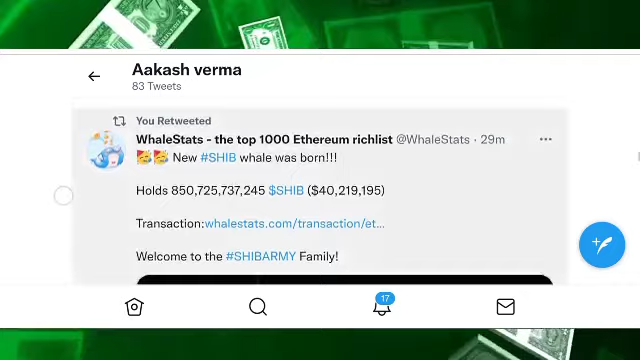 Aakash verma
83 Tweets
You Retweeted
WhaleStats - the top 1000 Ethereum richlist @WhaleStats · 29m
🥳🥳 New #SHIB whale was born!!!
Holds 850,725,737,245 $SHIB ($40,219,195)
Transaction:whalestats.com/transaction/et...
Welcome to the #SHIBARMY Family!
17